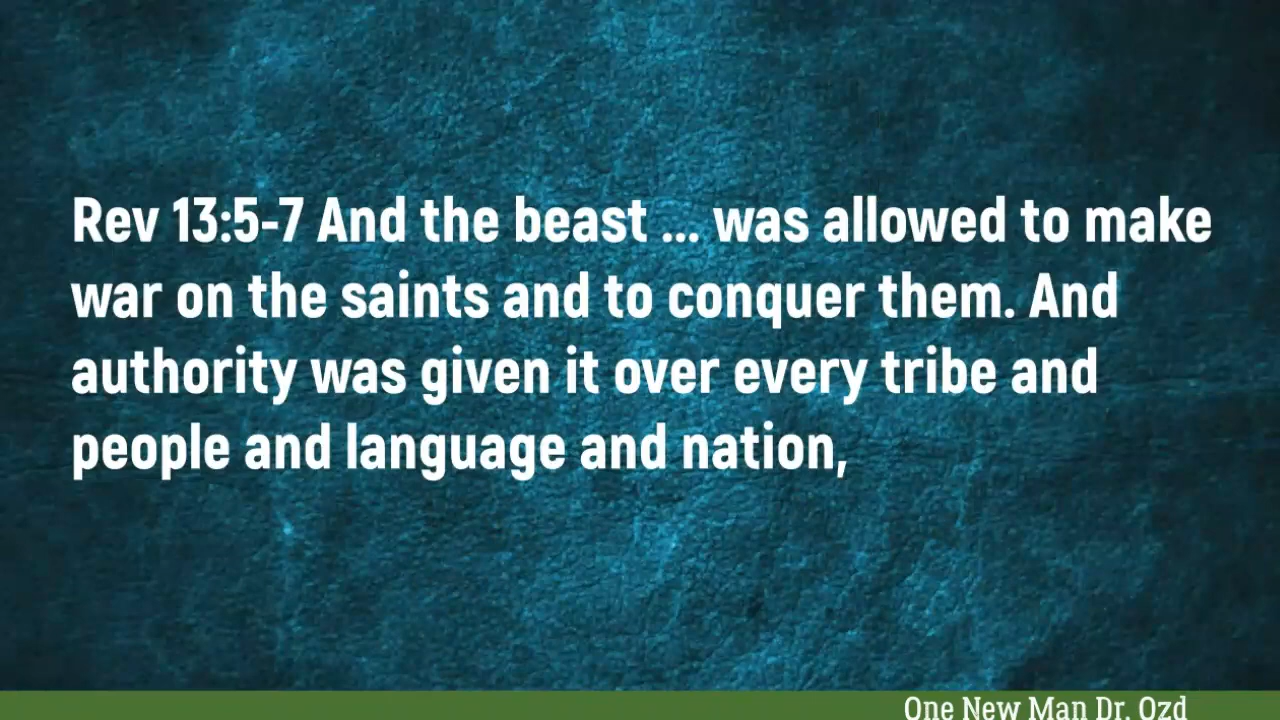 Rev 13:5-7 And the beast ... was allowed to make
war on the saints and to conquer them. And
authority was given it over every tribe and
people and language and nation,
One New Man Dr. Ozd